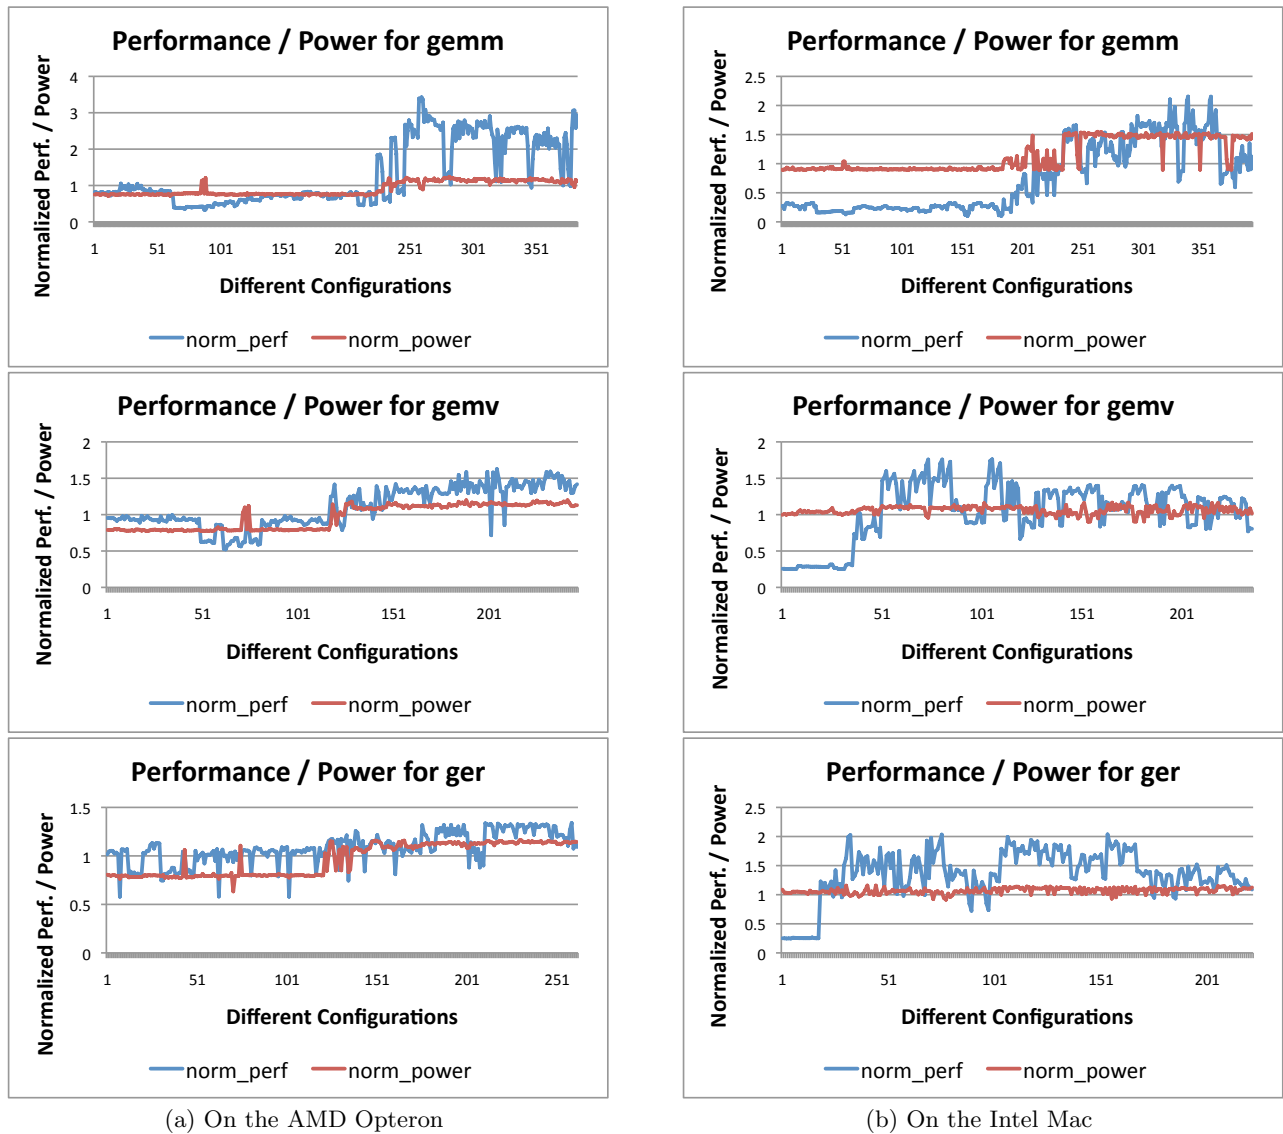 Performance / Power for gemm
Normalized Perf. / Power
4
3
2
1
0
1 51 101 151 201 251 301 351
Different Configurations
norm_perf norm_power
Performance / Power for gemv
Normalized Perf. / Power
2
1.5
1
0.5
0
1 51 101 151 201
Different Configurations
norm_perf norm_power
Performance / Power for ger
Normalized Perf. / Power
1.5
1
0.5
0
1 51 101 151 201 251
Different Configurations
norm_perf norm_power
(a) On the AMD Opteron
Performance / Power for gemm
Normalized Perf. / Power
2.5
2
1.5
1
0.5
0
1 51 101 151 201 251 301 351
Different Configurations
norm_perf norm_power
Performance / Power for gemv
Normalized Perf. / Power
2
1.5
1
0.5
0
1 51 101 151 201
Different Configurations
norm_perf norm_power
Performance / Power for ger
Normalized Perf. / Power
2.5
2
1.5
1
0.5
0
1 51 101 151 201
Different Configurations
norm_perf norm_power
(b) On the Intel Mac